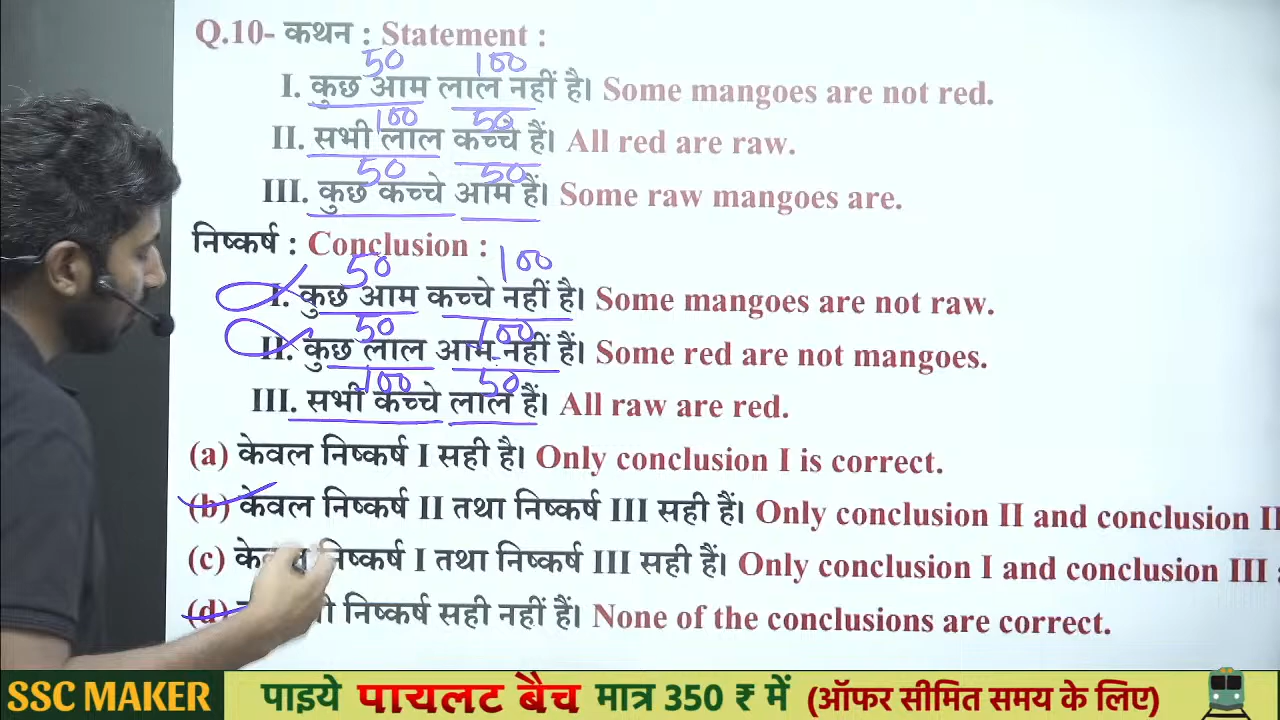 Q.10- कथन : Statement :
50 100
I. कुछ आम लाल नहीं है। Some mangoes are not red.
100 50
II. सभी लाल कच्चे हैं। All red are raw.
50 50
III. कुछ कच्चे आम हैं। Some raw mangoes are.
निष्कर्ष : Conclusion :
50 100
I. कुछ आम कच्चे नहीं है। Some mangoes are not raw.
50 100
II. कुछ लाल आम नहीं हैं। Some red are not mangoes.
100 50
III. सभी कच्चे लाल हैं। All raw are red.
(a) केवल निष्कर्ष I सही है। Only conclusion I is correct.
(b) केवल निष्कर्ष II तथा निष्कर्ष III सही हैं। Only conclusion II and conclusion
(c) केवल निष्कर्ष I तथा निष्कर्ष III सही हैं। Only conclusion I and conclusion III
(d) निष्कर्ष सही नहीं हैं। None of the conclusions are correct.
SSC MAKER पाइये पायलट बैच मात्र 350 ₹ में (ऑफर सीमित समय के लिए)